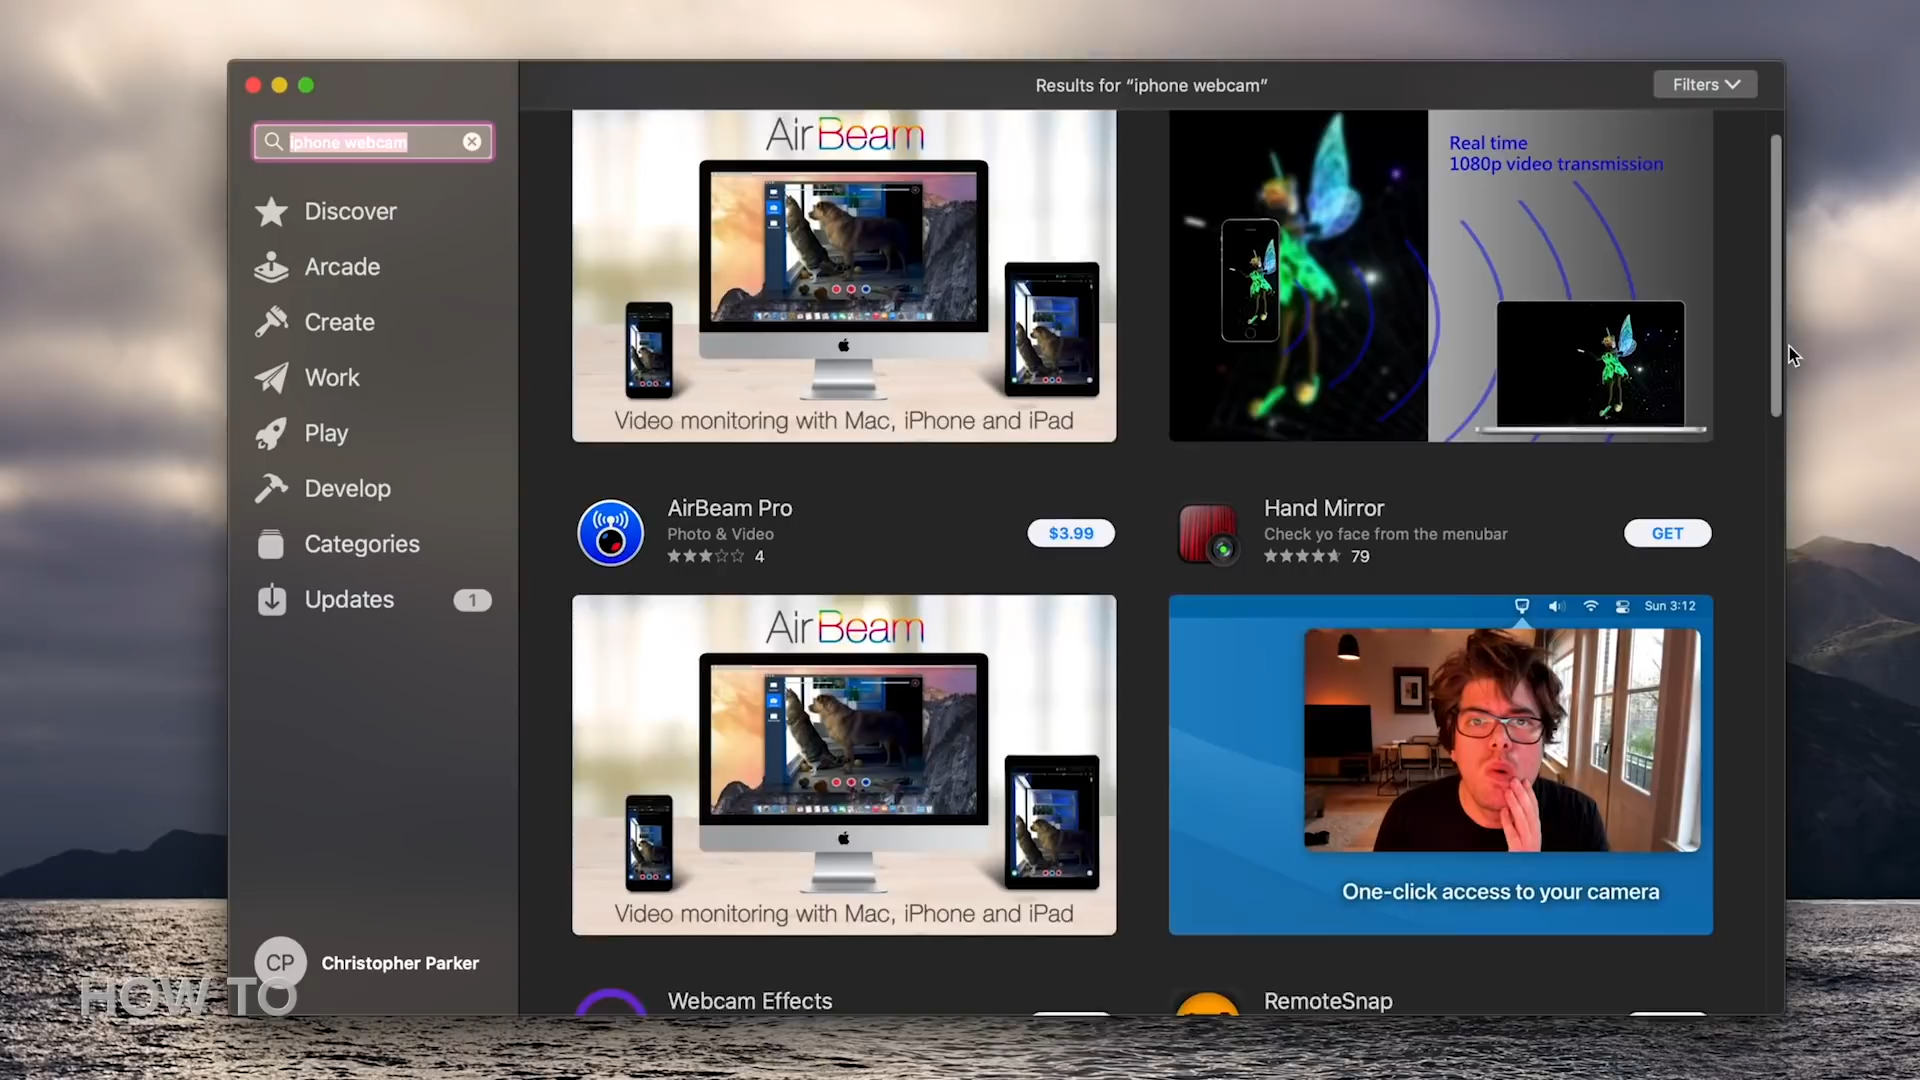 Results for “iphone webcam”
Filters
iphone webcam
Discover
Arcade
Create
Work
Play
Develop
Categories
Updates
1
CP
Christopher Parker
HOW TO
AirBeam
Video monitoring with Mac, iPhone and iPad
Real time
1080p video transmission
AirBeam Pro
Photo & Video
4
$3.99
Hand Mirror
Check yo face from the menubar
79
GET
AirBeam
Video monitoring with Mac, iPhone and iPad
Sun 3:12
One-click access to your camera
Webcam Effects
RemoteSnap